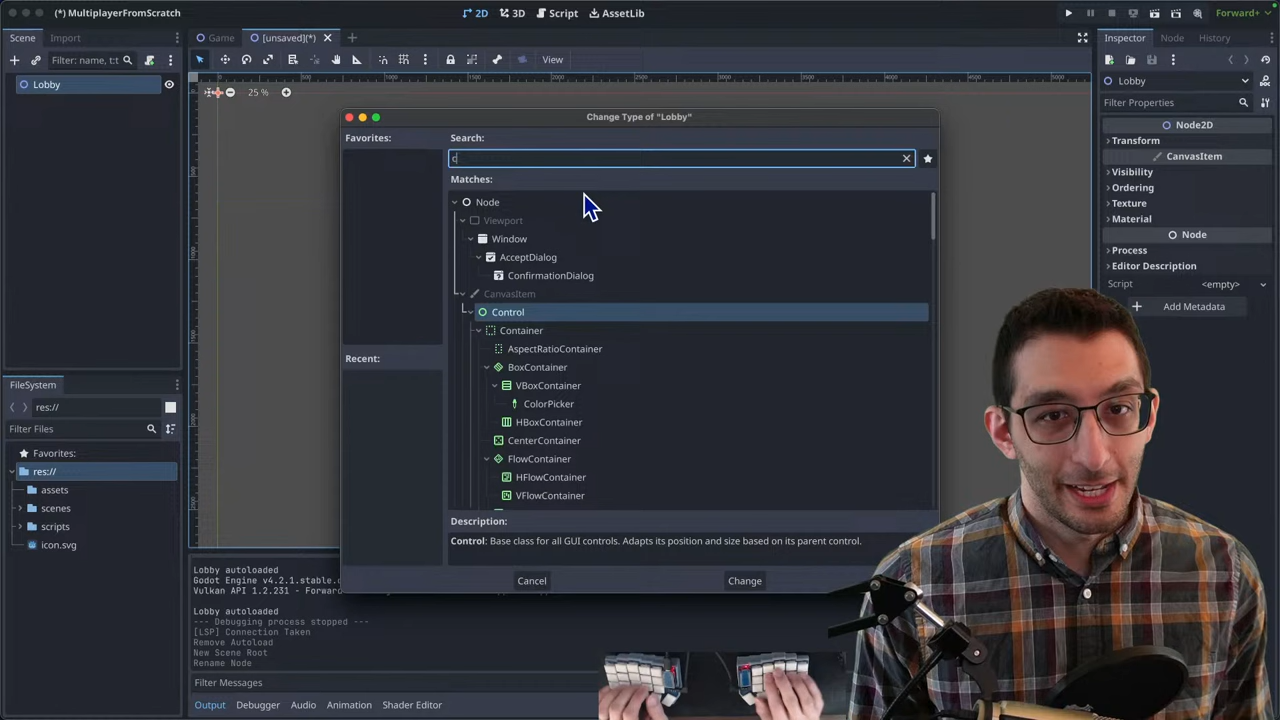 (*) MultiplayerFromScratch
2D
3D
Script
AssetLib
Forward+
Scene
Import
Game
[unsaved](*)
Inspector
Node
History
Filter: name, t:t
Lobby
View
25 %
Lobby
Filter Properties
Node2D
Transform
CanvasItem
Visibility
Ordering
Texture
Material
Node
Process
Editor Description
Script
<empty>
Add Metadata
Change Type of "Lobby"
Favorites:
Search:
c
Matches:
Node
Viewport
Window
AcceptDialog
ConfirmationDialog
CanvasItem
Control
Container
AspectRatioContainer
BoxContainer
VBoxContainer
ColorPicker
HBoxContainer
CenterContainer
FlowContainer
HFlowContainer
VFlowContainer
Recent:
Description:
Control: Base class for all GUI controls. Adapts its position and size based on its parent control.
Cancel
Change
FileSystem
res://
Filter Files
Favorites:
res://
assets
scenes
scripts
icon.svg
Lobby autoloaded
Godot Engine v4.2.1.stable.
Vulkan API 1.2.231 - Forward
Lobby autoloaded
--- Debugging process stopped ---
[LSP] Connection Taken
Remove Autoload
New Scene Root
Rename Node
Filter Messages
Output
Debugger
Audio
Animation
Shader Editor